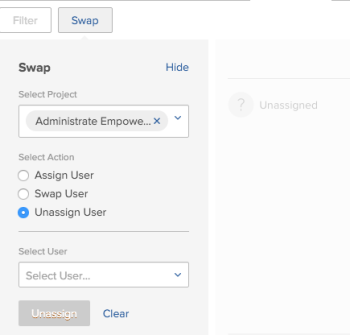 Filter
Swap
Swap
Hide
Select Project
Administrate Empowe... ×
Select Action
Assign User
Swap User
Unassign User
Select User
Select User...
Unassign
Clear
? Unassigned